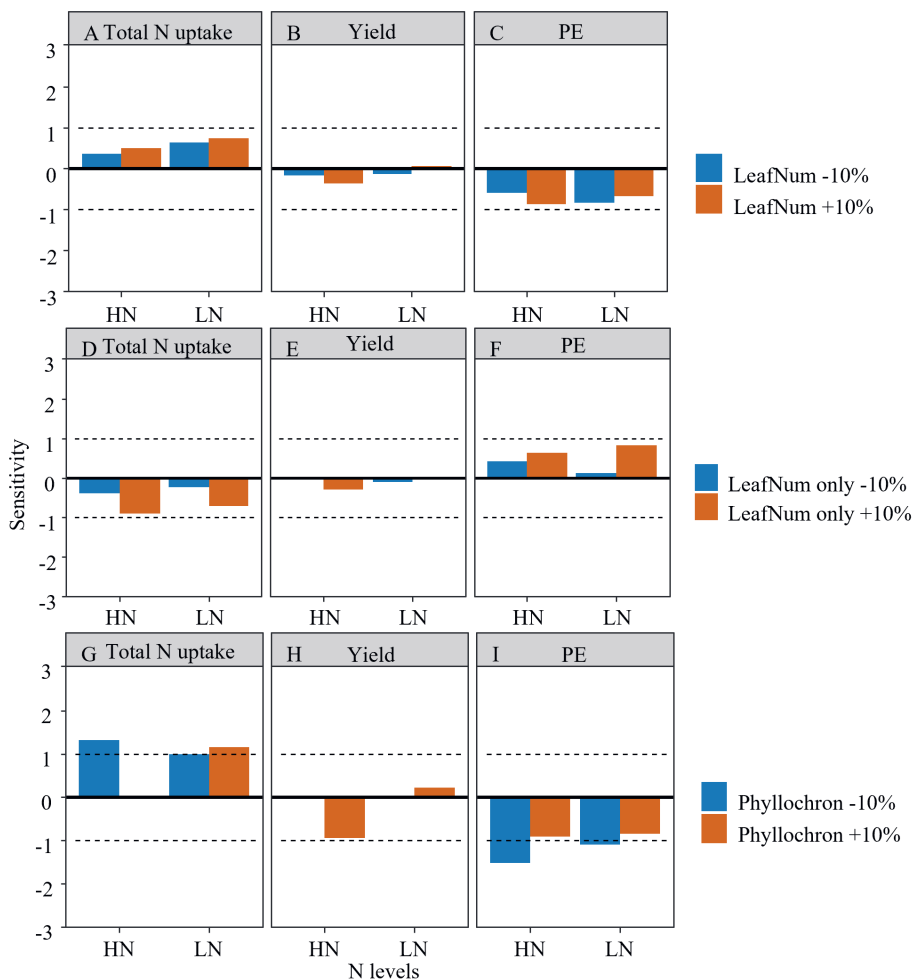 A Total N uptake
B Yield
C PE
3
2
1
0
-1
-2
-3
HN LN
HN LN
HN LN
LeafNum -10%
LeafNum +10%
D Total N uptake
E Yield
F PE
3
2
1
0
-1
-2
-3
HN LN
HN LN
HN LN
LeafNum only -10%
LeafNum only +10%
Sensitivity
G Total N uptake
H Yield
I PE
3
2
1
0
-1
-2
-3
HN LN
HN LN
HN LN
Phyllochron -10%
Phyllochron +10%
N levels